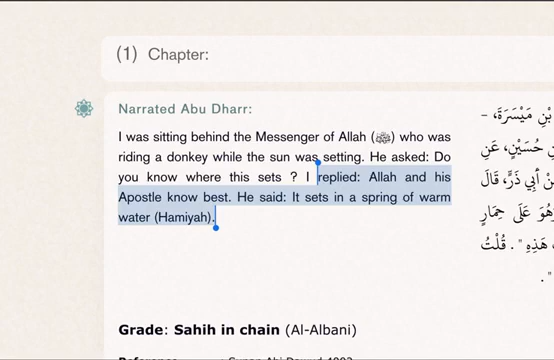 (1) Chapter:
Narrated Abu Dharr:
I was sitting behind the Messenger of Allah (ﷺ) who was
riding a donkey while the sun was setting. He asked: Do
you know where this sets ? I replied: Allah and his
Apostle know best. He said: It sets in a spring of warm
water (Hamiyah).
بْنِ مَيْسَرَةَ، -
حُسَيْنٍ، عَنِ
أَبِي ذَرٍّ، قَالَ
وَهُوَ عَلَى حِمَارٍ
هَذِهِ " . قُلْتُ
" .
Grade: Sahih in chain (Al-Albani)